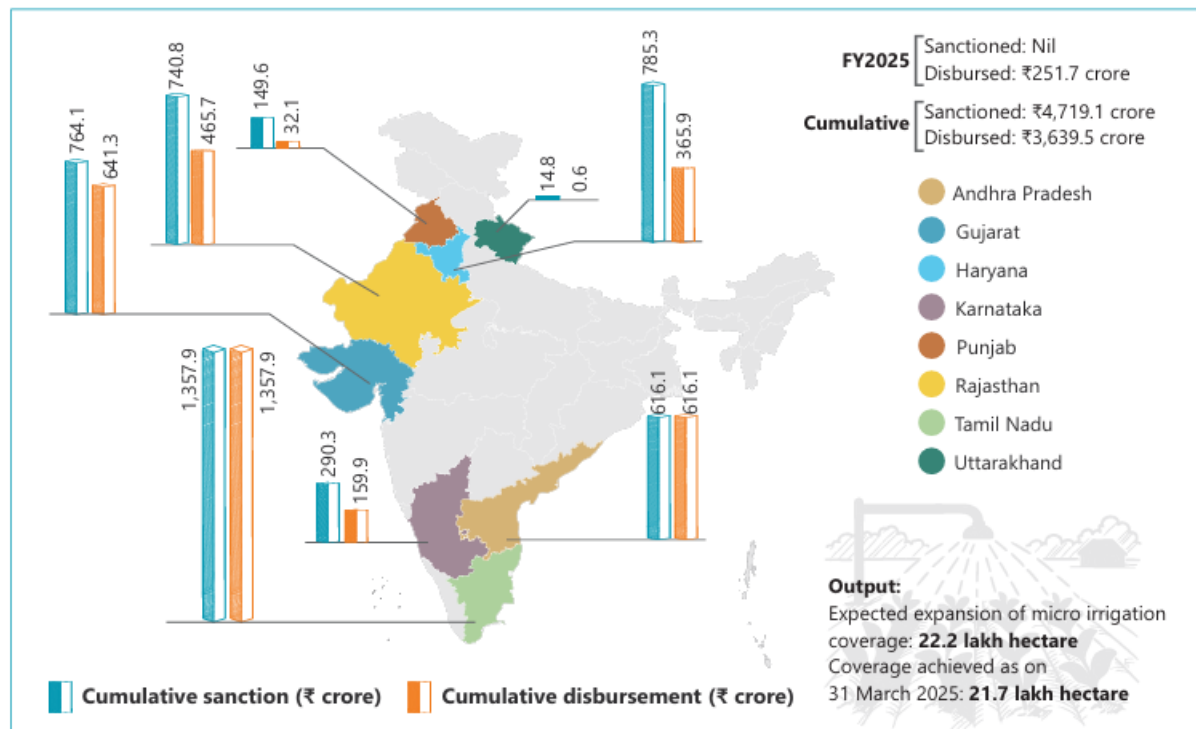 740.8
465.7
149.6
32.1
764.1
641.3
14.8
0.6
785.3
365.9
FY2025
Sanctioned: Nil
Disbursed: ₹251.7 crore
Cumulative
Sanctioned: ₹4,719.1 crore
Disbursed: ₹3,639.5 crore
Andhra Pradesh
Gujarat
Haryana
Karnataka
Punjab
Rajasthan
Tamil Nadu
Uttarakhand
1,357.9
1,357.9
290.3
159.9
616.1
616.1
Output:
Expected expansion of micro irrigation
coverage: 22.2 lakh hectare
Coverage achieved as on
31 March 2025: 21.7 lakh hectare
Cumulative sanction (₹ crore)
Cumulative disbursement (₹ crore)